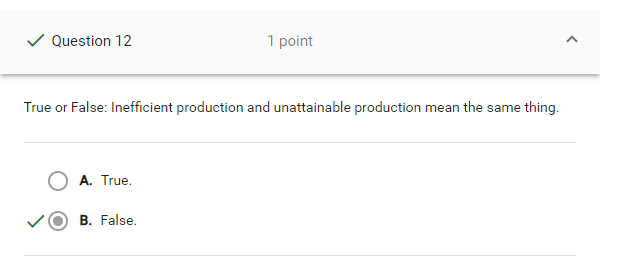 Question 12 1 point
True or False: Inefficient production and unattainable production mean the same thing.
A. True.
B. False.